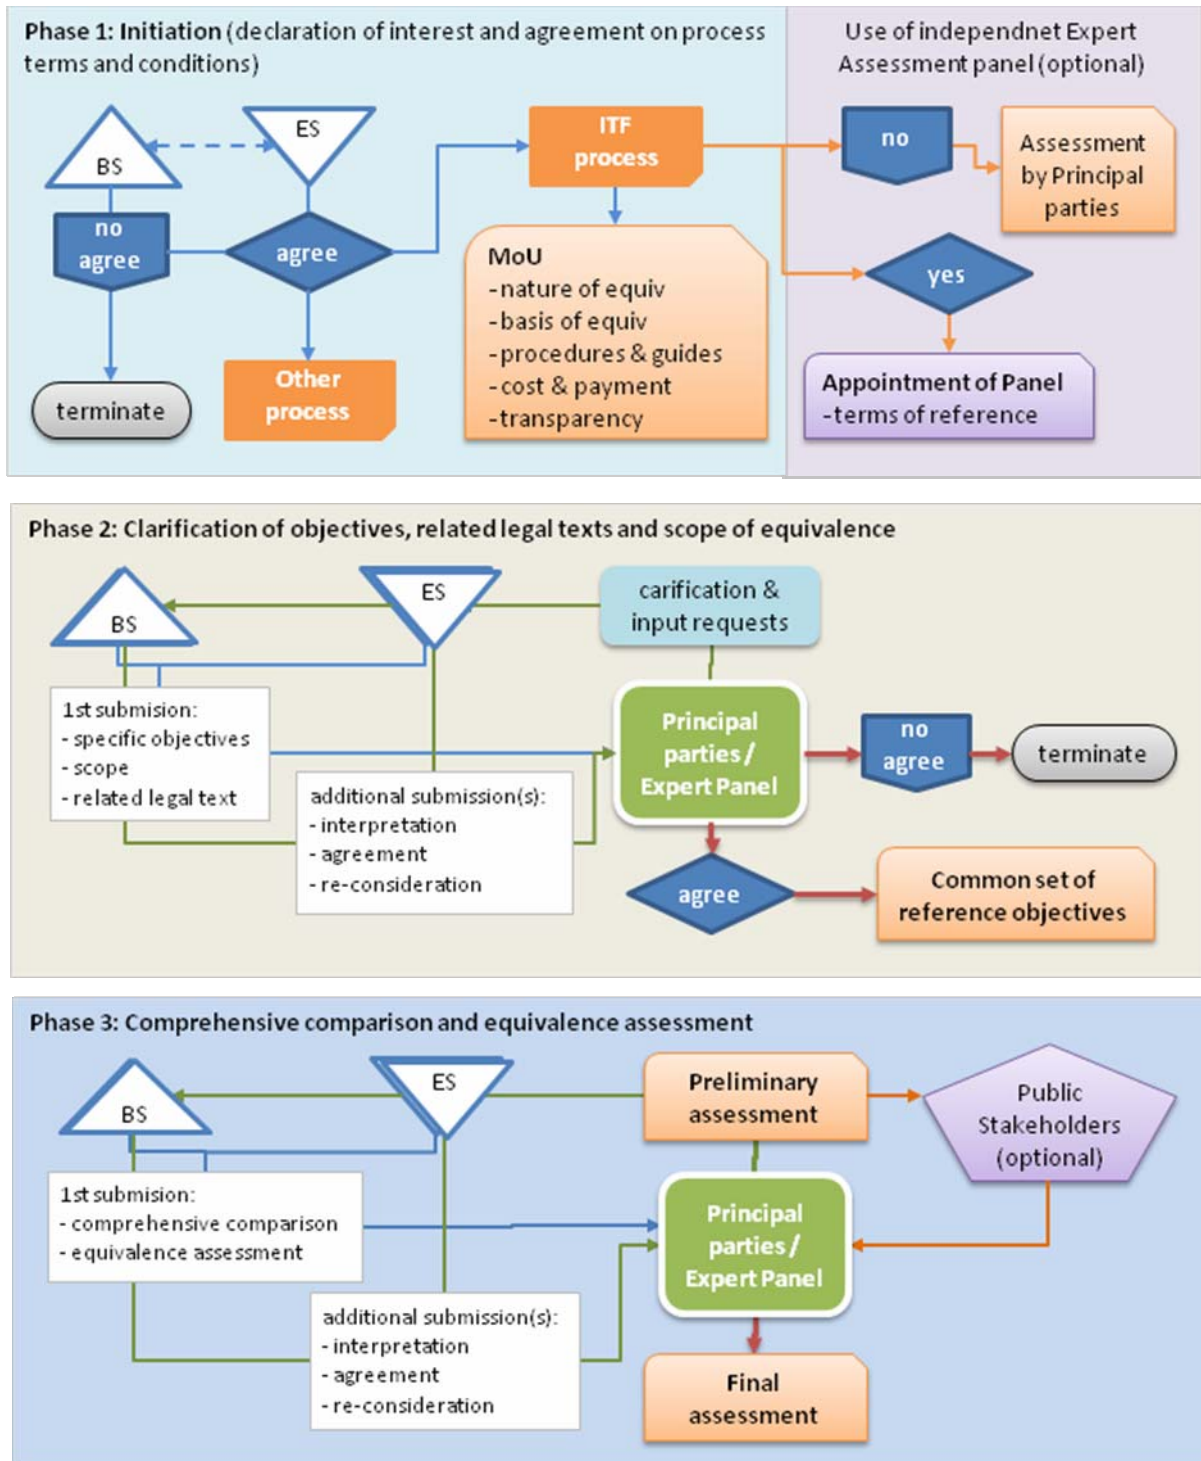 Phase 1: Initiation (declaration of interest and agreement on process
terms and conditions)
Use of independnet Expert
Assessment panel (optional)
BS
ES
no
agree
agree
terminate
Other
process
ITF
process
MoU
-nature of equiv
-basis of equiv
-procedures & guides
-cost & payment
-transparency
no
Assessment
by Principal
parties
yes
Appointment of Panel
-terms of reference
Phase 2: Clarification of objectives, related legal texts and scope of equivalence
BS
ES
carification &
input requests
1st submision:
- specific objectives
- scope
- related legal text
additional submission(s):
- interpretation
- agreement
- re-consideration
Principal
parties /
Expert Panel
no
agree
terminate
agree
Common set of
reference objectives
Phase 3: Comprehensive comparison and equivalence assessment
BS
ES
Preliminary
assessment
Public
Stakeholders
(optional)
1st submision:
- comprehensive comparison
- equivalence assessment
additional submission(s):
- interpretation
- agreement
- re-consideration
Principal
parties /
Expert Panel
Final
assessment